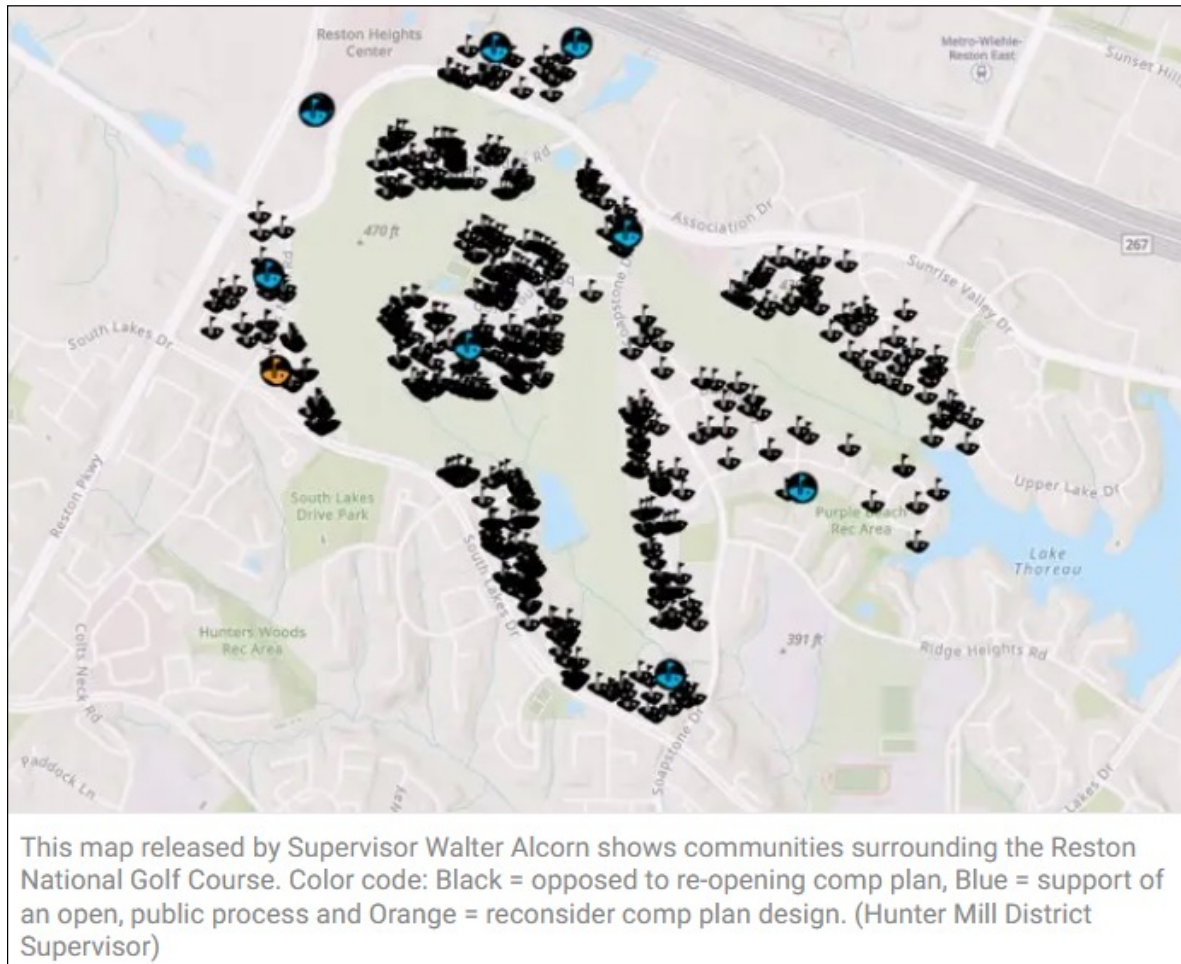 Reston Heights
Center
Metro-Wiehle-
Reston East
Sunset Hill
Rd
470 ft
Association Dr
267
Sunrise Valley Dr
Soapstone D
South Lakes Dr
Reston Pkwy
South Lakes
Drive Park
Purple Beach
Rec Area
Upper Lake Dr
Lake
Thoreau
South Lakes Dr
Hunters Woods
Rec Area
391 ft
Ridge Heights Rd
Colts Neck Rd
Soapstone Dr
Paddock Ln
way
Lakes Dr
This map released by Supervisor Walter Alcorn shows communities surrounding the Reston
National Golf Course. Color code: Black = opposed to re-opening comp plan, Blue = support of
an open, public process and Orange = reconsider comp plan design. (Hunter Mill District
Supervisor)